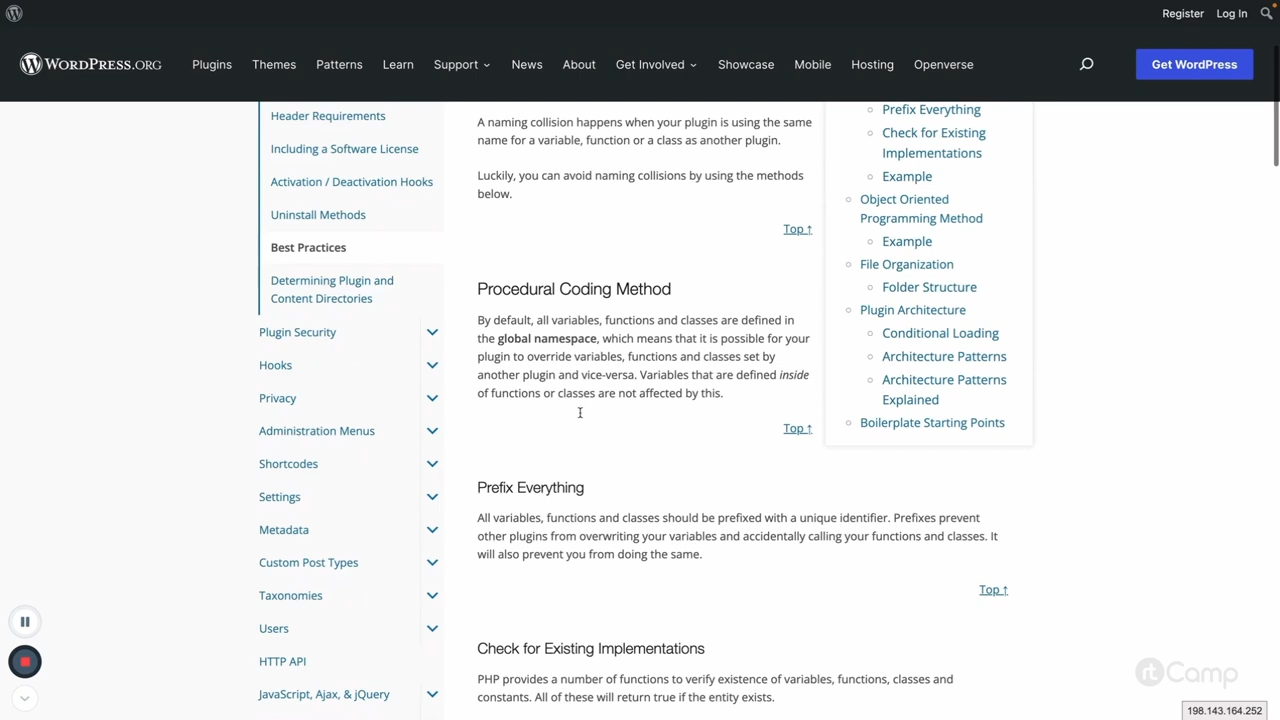 Register Log In
WORDPRESS.ORG Plugins Themes Patterns Learn Support News About Get Involved Showcase Mobile Hosting Openverse Get WordPress
Header Requirements
Including a Software License
Activation / Deactivation Hooks
Uninstall Methods
Best Practices
Determining Plugin and
Content Directories
Plugin Security
Hooks
Privacy
Administration Menus
Shortcodes
Settings
Metadata
Custom Post Types
Taxonomies
Users
HTTP API
JavaScript, Ajax, & jQuery
A naming collision happens when your plugin is using the same
name for a variable, function or a class as another plugin.
Luckily, you can avoid naming collisions by using the methods
below.
Top ↑
Procedural Coding Method
By default, all variables, functions and classes are defined in
the global namespace, which means that it is possible for your
plugin to override variables, functions and classes set by
another plugin and vice-versa. Variables that are defined inside
of functions or classes are not affected by this.
Top ↑
Prefix Everything
All variables, functions and classes should be prefixed with a unique identifier. Prefixes prevent
other plugins from overwriting your variables and accidentally calling your functions and classes. It
will also prevent you from doing the same.
Top ↑
Check for Existing Implementations
PHP provides a number of functions to verify existence of variables, functions, classes and
constants. All of these will return true if the entity exists.
Prefix Everything
Check for Existing
Implementations
Example
Object Oriented
Programming Method
Example
File Organization
Folder Structure
Plugin Architecture
Conditional Loading
Architecture Patterns
Architecture Patterns
Explained
Boilerplate Starting Points
rtCamp
198.143.164.252